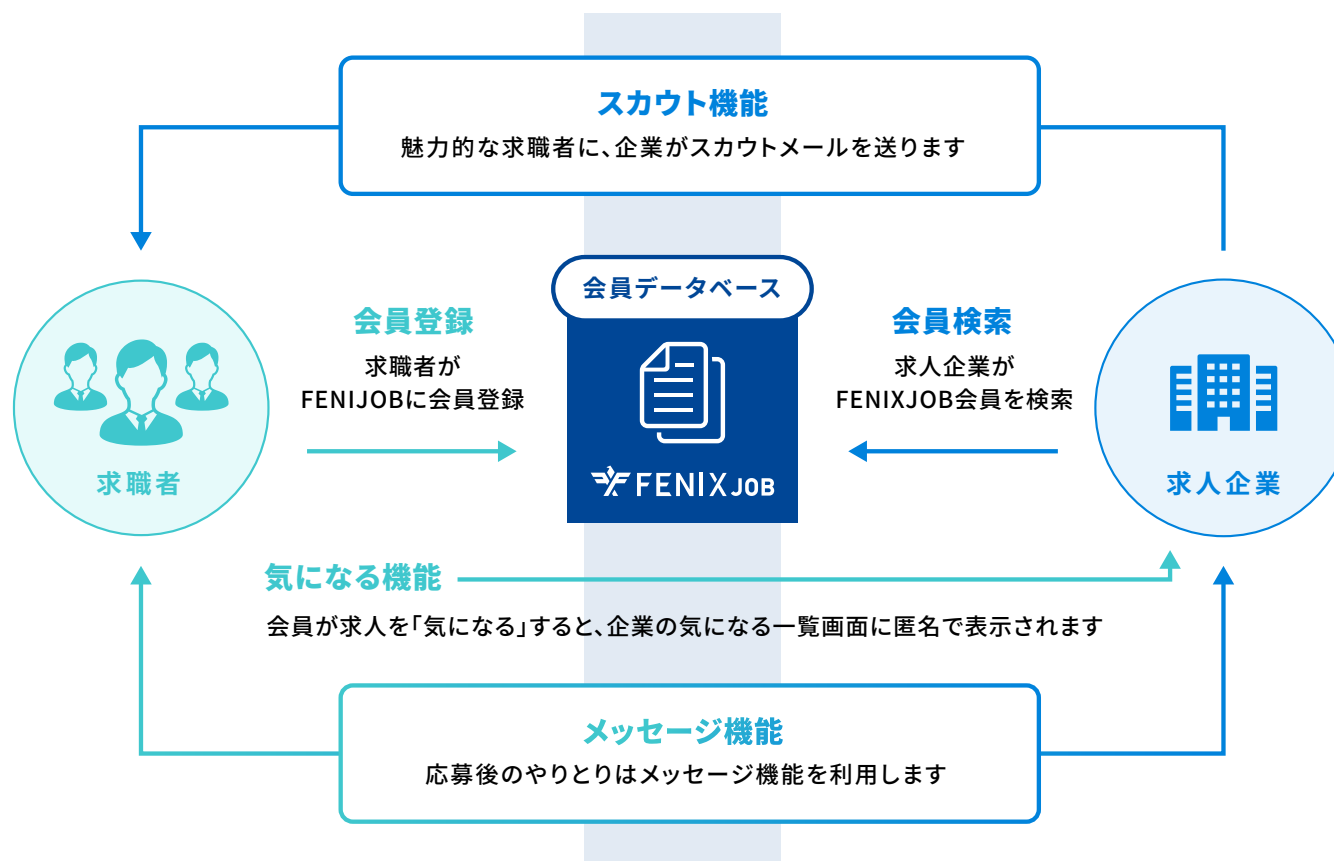 スカウト機能
魅力的な求職者に、企業がスカウトメールを送ります
会員データベース
会員登録
求職者が
FENIJOBに会員登録
会員検索
求人企業が
FENIXJOB会員を検索
求職者
FENIX JOB
求人企業
気になる機能
会員が求人を「気になる」すると、企業の気になる一覧画面に匿名で表示されます
メッセージ機能
応募後のやりとりはメッセージ機能を利用します